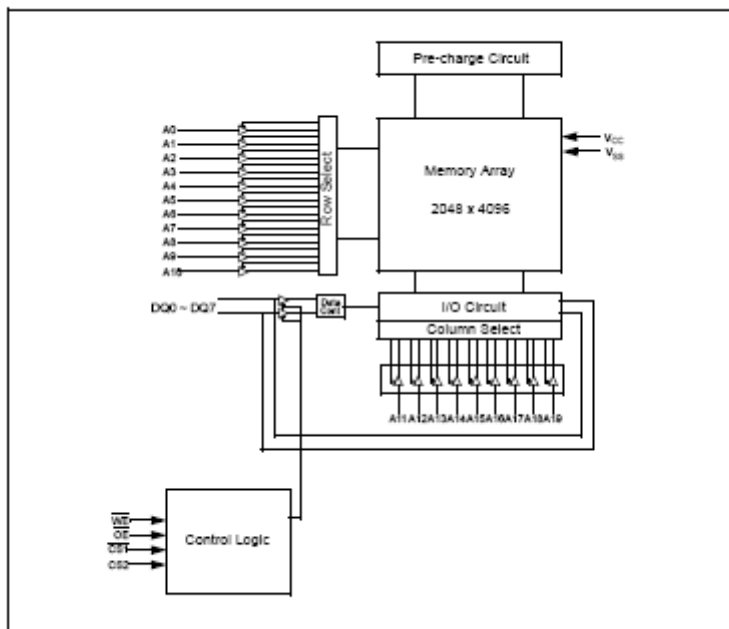 Pre-charge Circuit
A0
A1
A2
A3
A4
A5
A6
A7
A8
A9
A10
Row Select
Memory Array
2048 x 4096
VCC
VSS
DQ0 ~ DQ7
Data
Cont
I/O Circuit
Column Select
A11 A12 A13 A14 A15 A16 A17 A18 A19
WE
OE
CS1
CS2
Control Logic